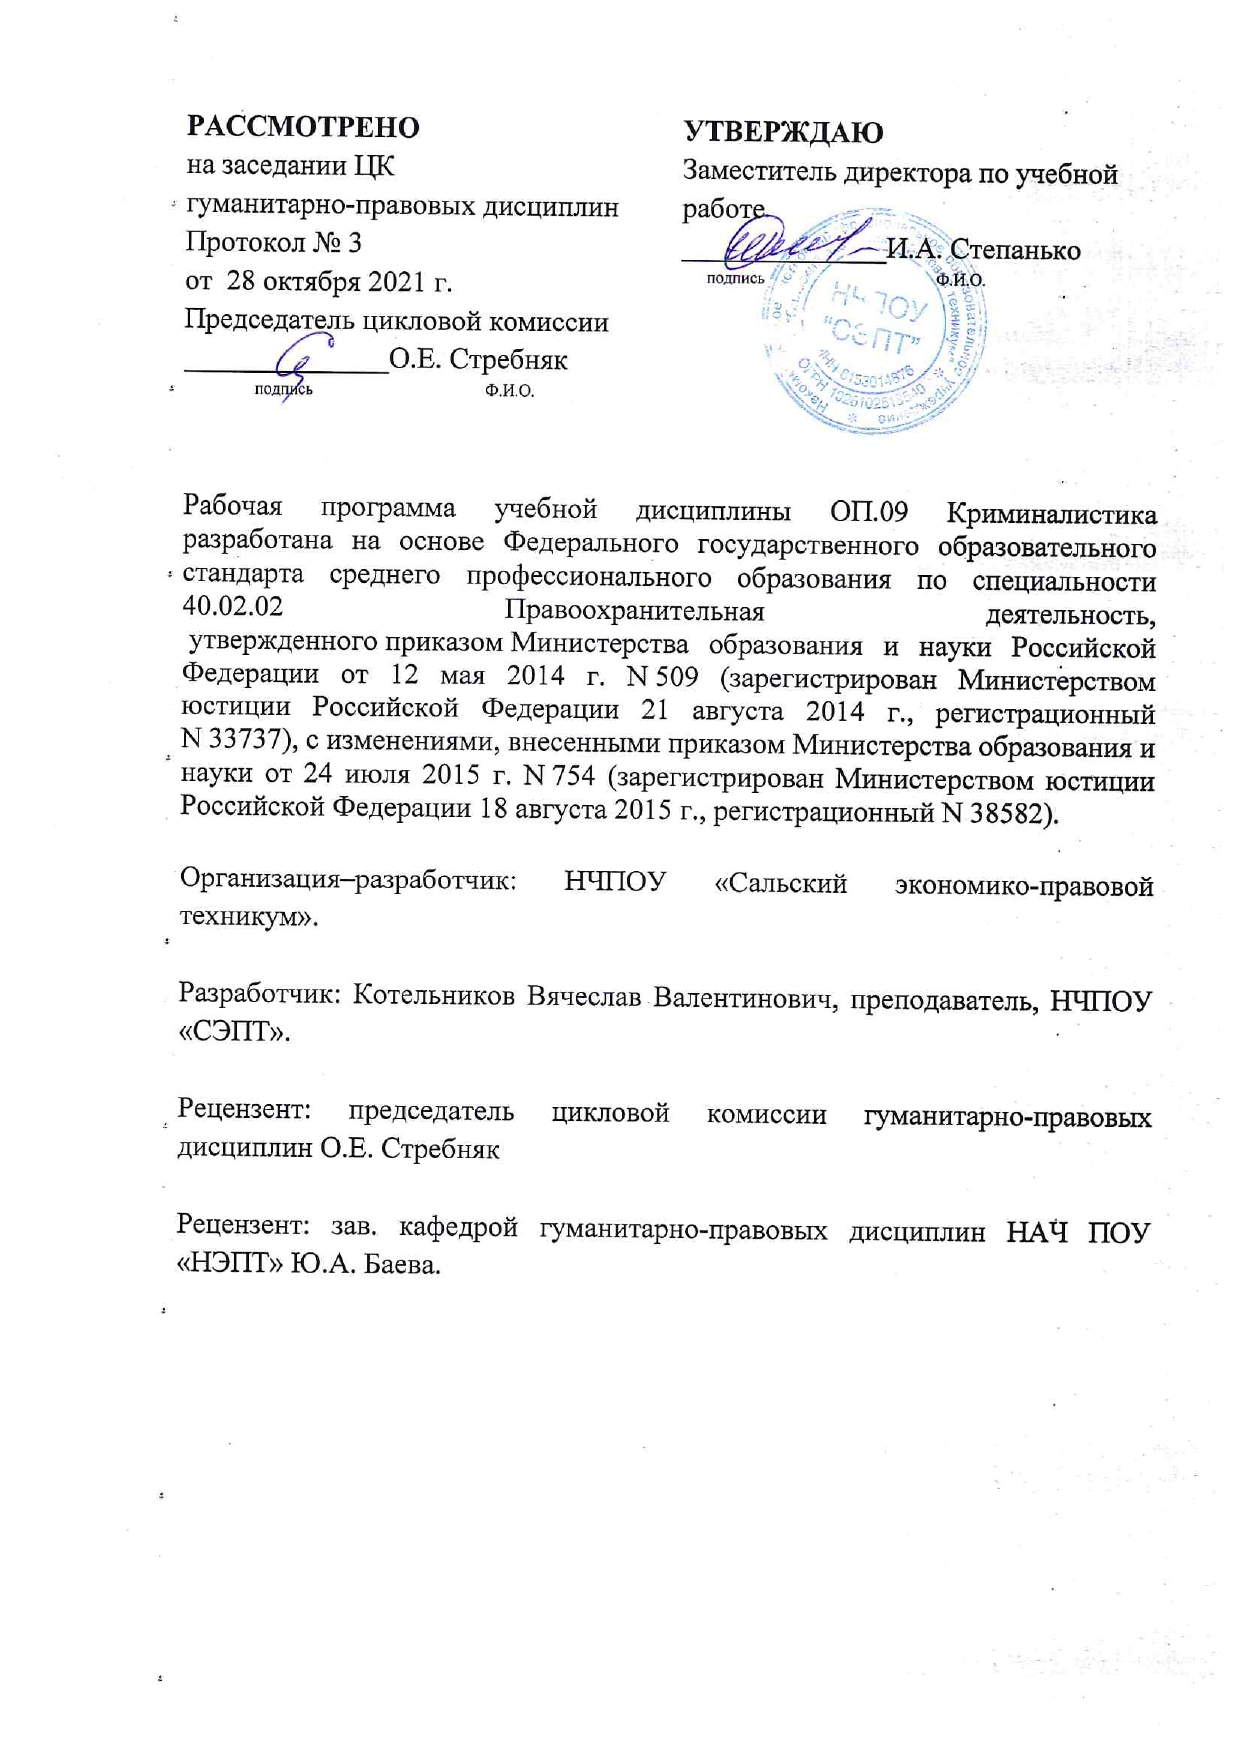 РАССМОТРЕНО
на заседании ЦК
гуманитарно-правовых дисциплин
Протокол № 3
от 28 октября 2021 г.
Председатель цикловой комиссии
_______________О.Е. Стребняк
подпись Ф.И.О.
УТВЕРЖДАЮ
Заместитель директора по учебной
работе
_______________И.А. Степанько
подпись Ф.И.О.
НЧПОУ
"СЭПТ"
Рабочая программа учебной дисциплины ОП.09 Криминалистика
разработана на основе Федерального государственного образовательного
стандарта среднего профессионального образования по специальности
40.02.02 Правоохранительная деятельность,
утвержденного приказом Министерства образования и науки Российской
Федерации от 12 мая 2014 г. N 509 (зарегистрирован Министерством
юстиции Российской Федерации 21 августа 2014 г., регистрационный
N 33737), с изменениями, внесенными приказом Министерства образования и
науки от 24 июля 2015 г. N 754 (зарегистрирован Министерством юстиции
Российской Федерации 18 августа 2015 г., регистрационный N 38582).
Организация–разработчик: НЧПОУ «Сальский экономико-правовой
техникум».
Разработчик: Котельников Вячеслав Валентинович, преподаватель, НЧПОУ
«СЭПТ».
Рецензент: председатель цикловой комиссии гуманитарно-правовых
дисциплин О.Е. Стребняк
Рецензент: зав. кафедрой гуманитарно-правовых дисциплин НАЧ ПОУ
«НЭПТ» Ю.А. Баева.